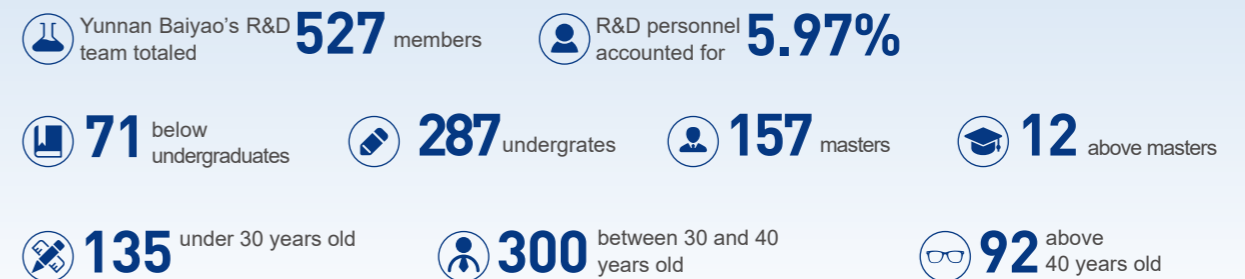 Yunnan Baiyao's R&D
team totaled
527 members
R&D personnel
accounted for
5.97%
71 below
undergraduates
287 undergrates
157 masters
12 above masters
135 under 30 years old
300 between 30 and 40
years old
92 above
40 years old